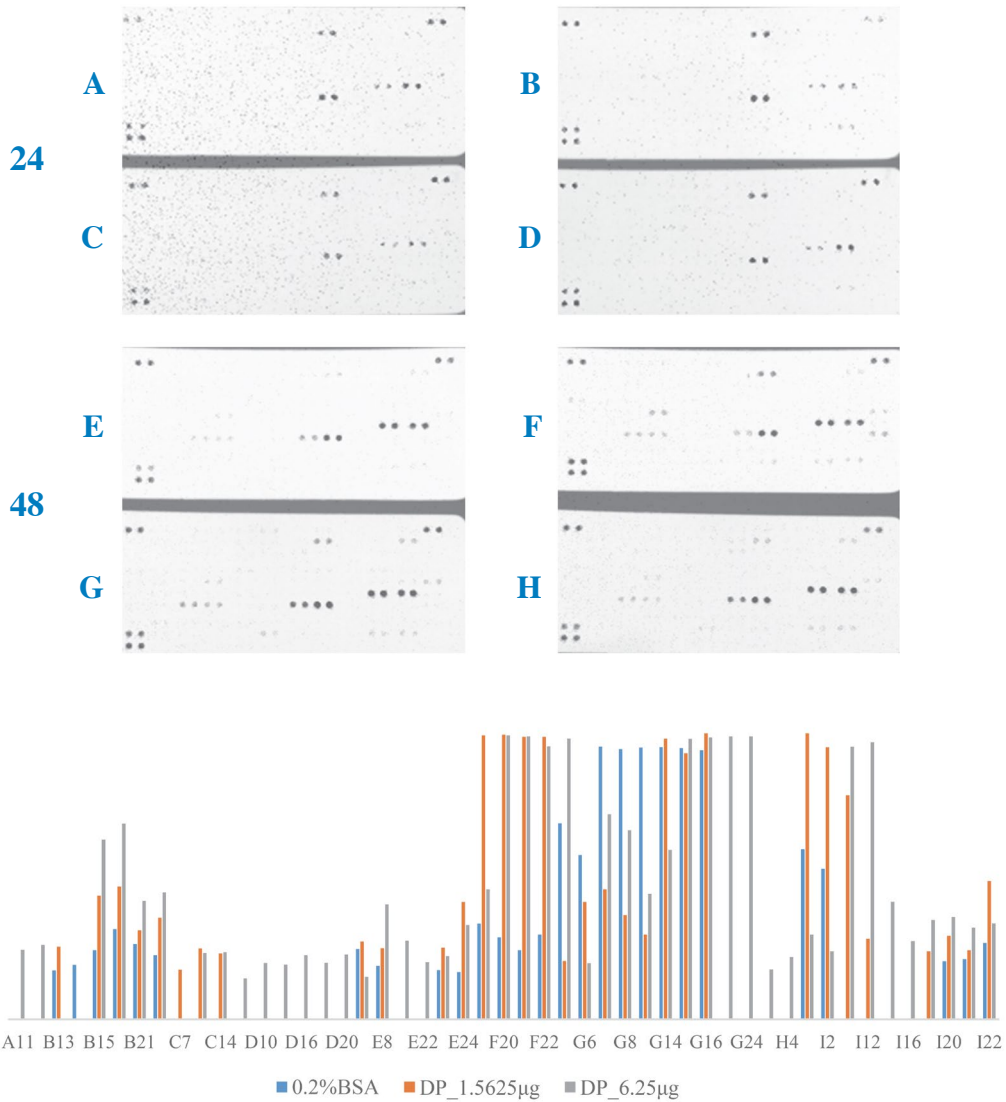 A
B
24
C
D
E
F
48
G
H
A11 B13 B15 B21 C7 C14 D10 D16 D20 E8 E22 E24 F20 F22 G6 G8 G14 G16 G24 H4 I2 I12 I16 I20 I22
0.2%BSA DP_1.5625μg DP_6.25μg